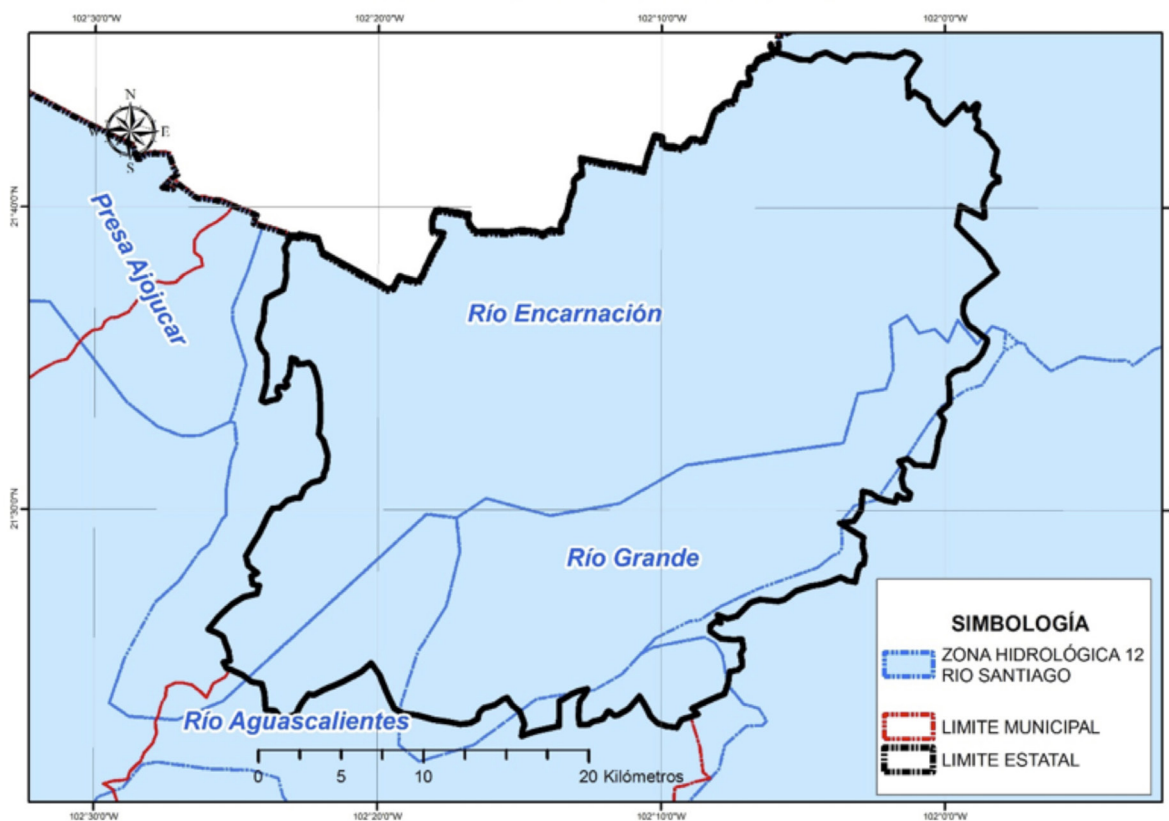 102°30'0"W 102°20'0"W 102°10'0"W 102°0'0"W
N
W E
S
21°40'0"N
Presa Ajojucar
Río Encarnación
21°30'0"N
Río Grande
Río Aguascalientes
0 5 10 20 Kilómetros
SIMBOLOGÍA
ZONA HIDROLÓGICA 12
RIO SANTIAGO
LIMITE MUNICIPAL
LIMITE ESTATAL
102°30'0"W 102°20'0"W 102°10'0"W 102°0'0"W